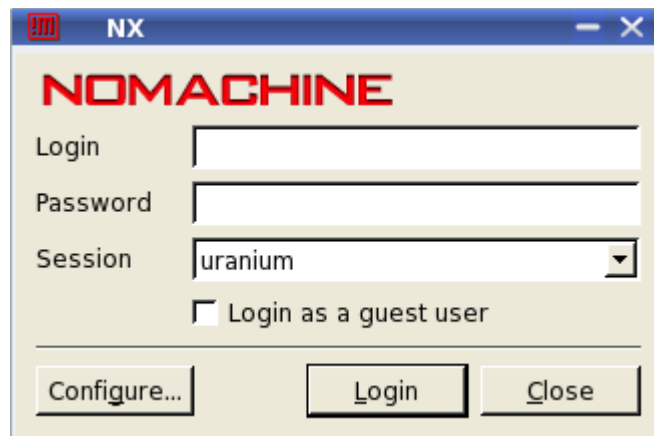 NX
NOMACHINE
Login
Password
Session uranium
Login as a guest user
Configure... Login Close